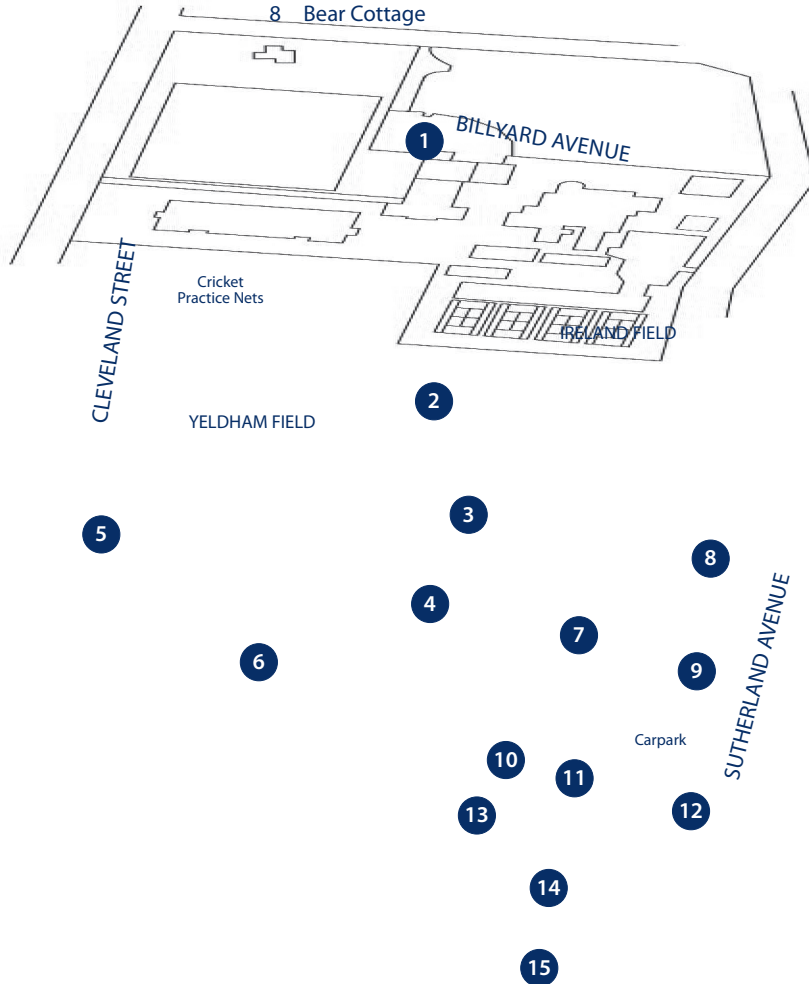 8 Bear Cottage
1
BILLYARD AVENUE
CLEVELAND STREET
Cricket
Practice Nets
IRELAND FIELD
2
YELDHAM FIELD
3
5
8
4
7
6
9
SUTHERLAND AVENUE
Carpark
10
11
12
13
14
15